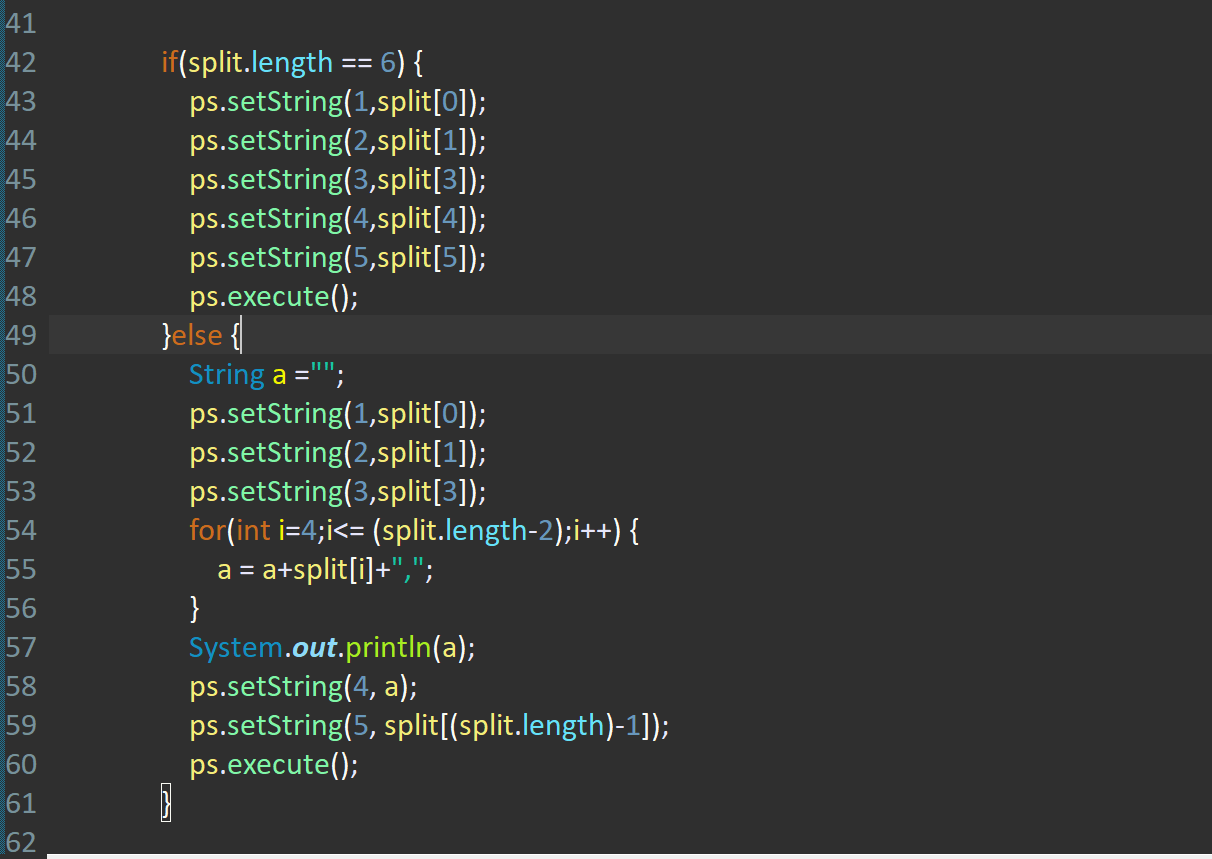 41
42 if(split.length == 6) {
43 ps.setString(1,split[0]);
44 ps.setString(2,split[1]);
45 ps.setString(3,split[3]);
46 ps.setString(4,split[4]);
47 ps.setString(5,split[5]);
48 ps.execute();
49 }else {
50 String a ="";
51 ps.setString(1,split[0]);
52 ps.setString(2,split[1]);
53 ps.setString(3,split[3]);
54 for(int i=4;i<= (split.length-2);i++) {
55 a = a+split[i]+",";
56 }
57 System.out.println(a);
58 ps.setString(4, a);
59 ps.setString(5, split[(split.length)-1]);
60 ps.execute();
61 }
62